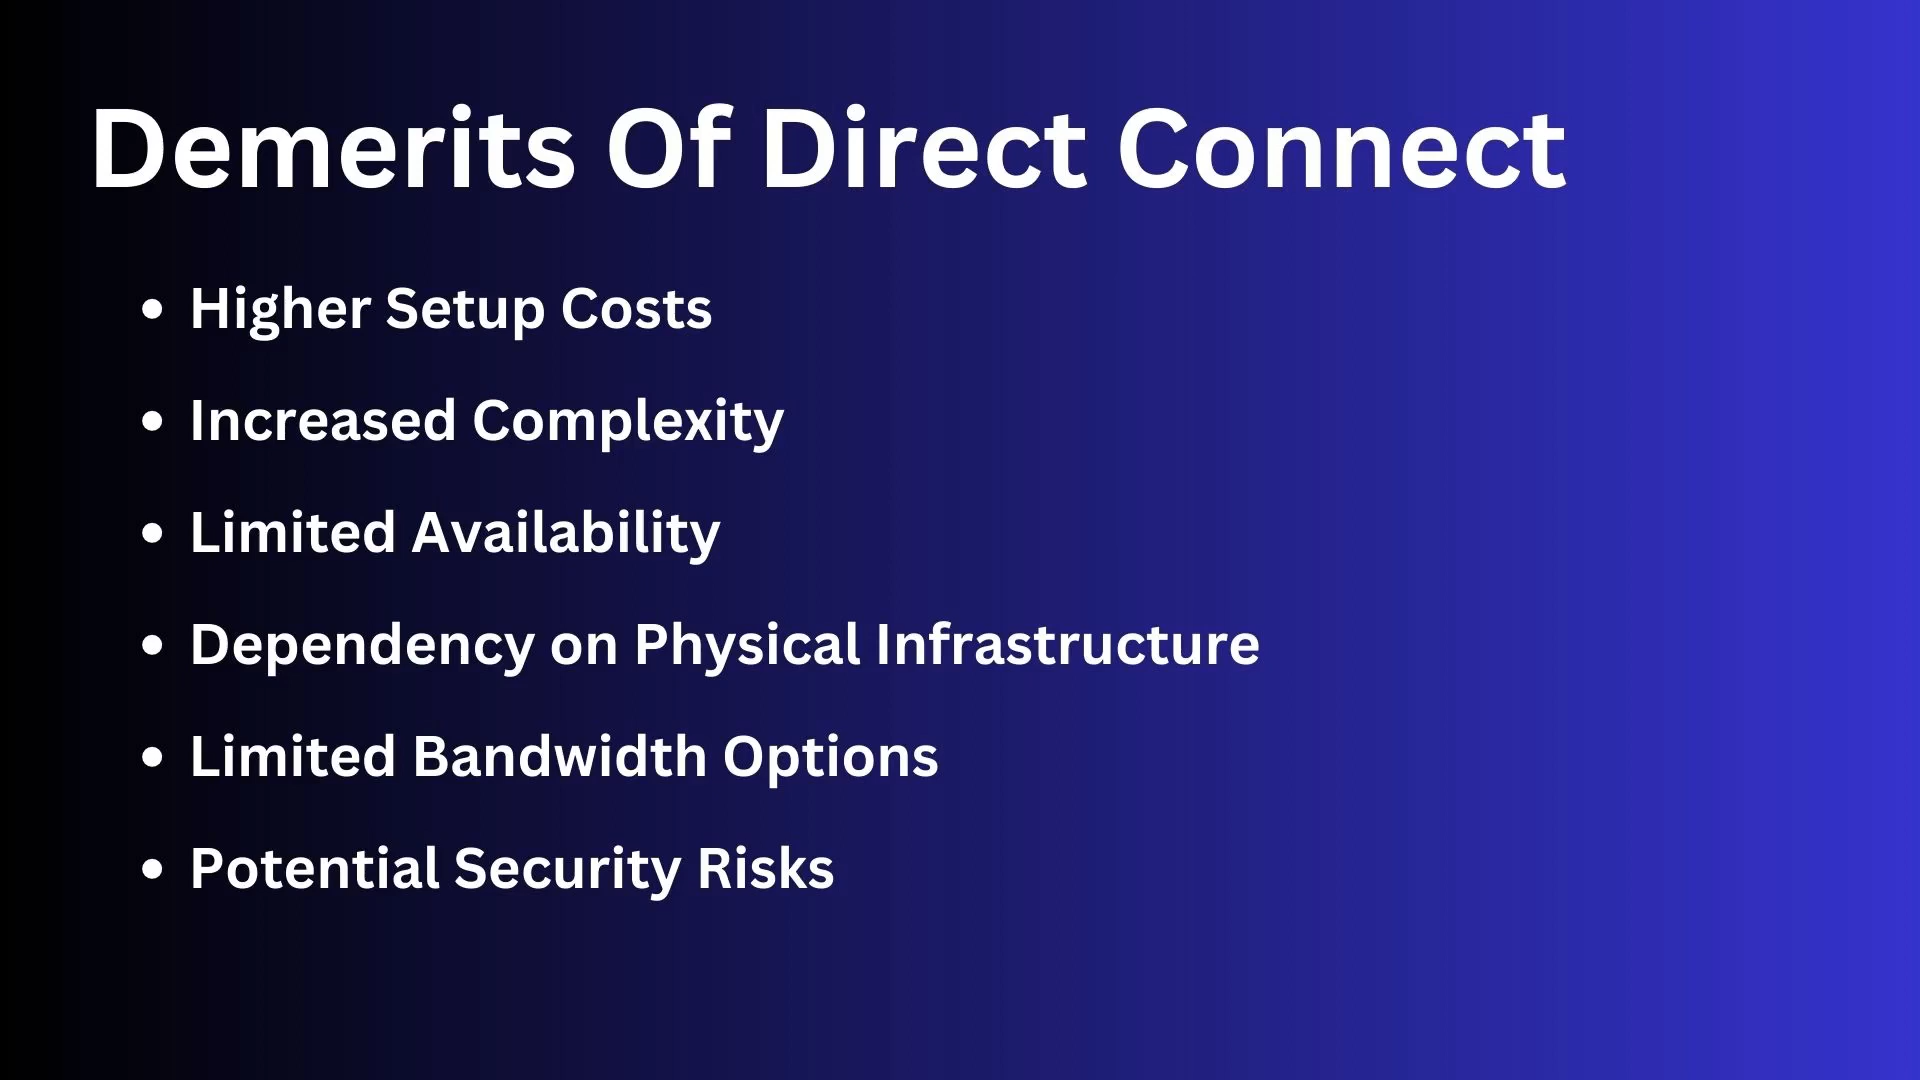 Demerits Of Direct Connect
• Higher Setup Costs
• Increased Complexity
• Limited Availability
• Dependency on Physical Infrastructure
• Limited Bandwidth Options
• Potential Security Risks